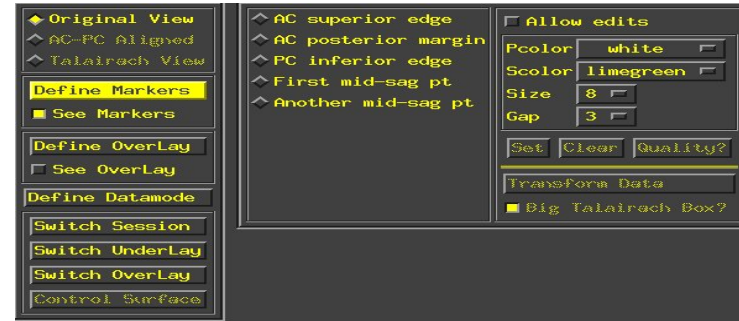 Original View
AC-PC Aligned
Talairach View
Define Markers
See Markers
Define OverLay
See OverLay
Define Datamode
Switch Session
Switch UnderLay
Switch OverLay
Control Surface
AC superior edge
AC posterior margin
PC inferior edge
First mid-sag pt
Another mid-sag pt
Allow edits
Pcolor white
Scolor limegreen
Size 8
Gap 3
Set Clear Quality?
Transform Data
Big Talairach Box?